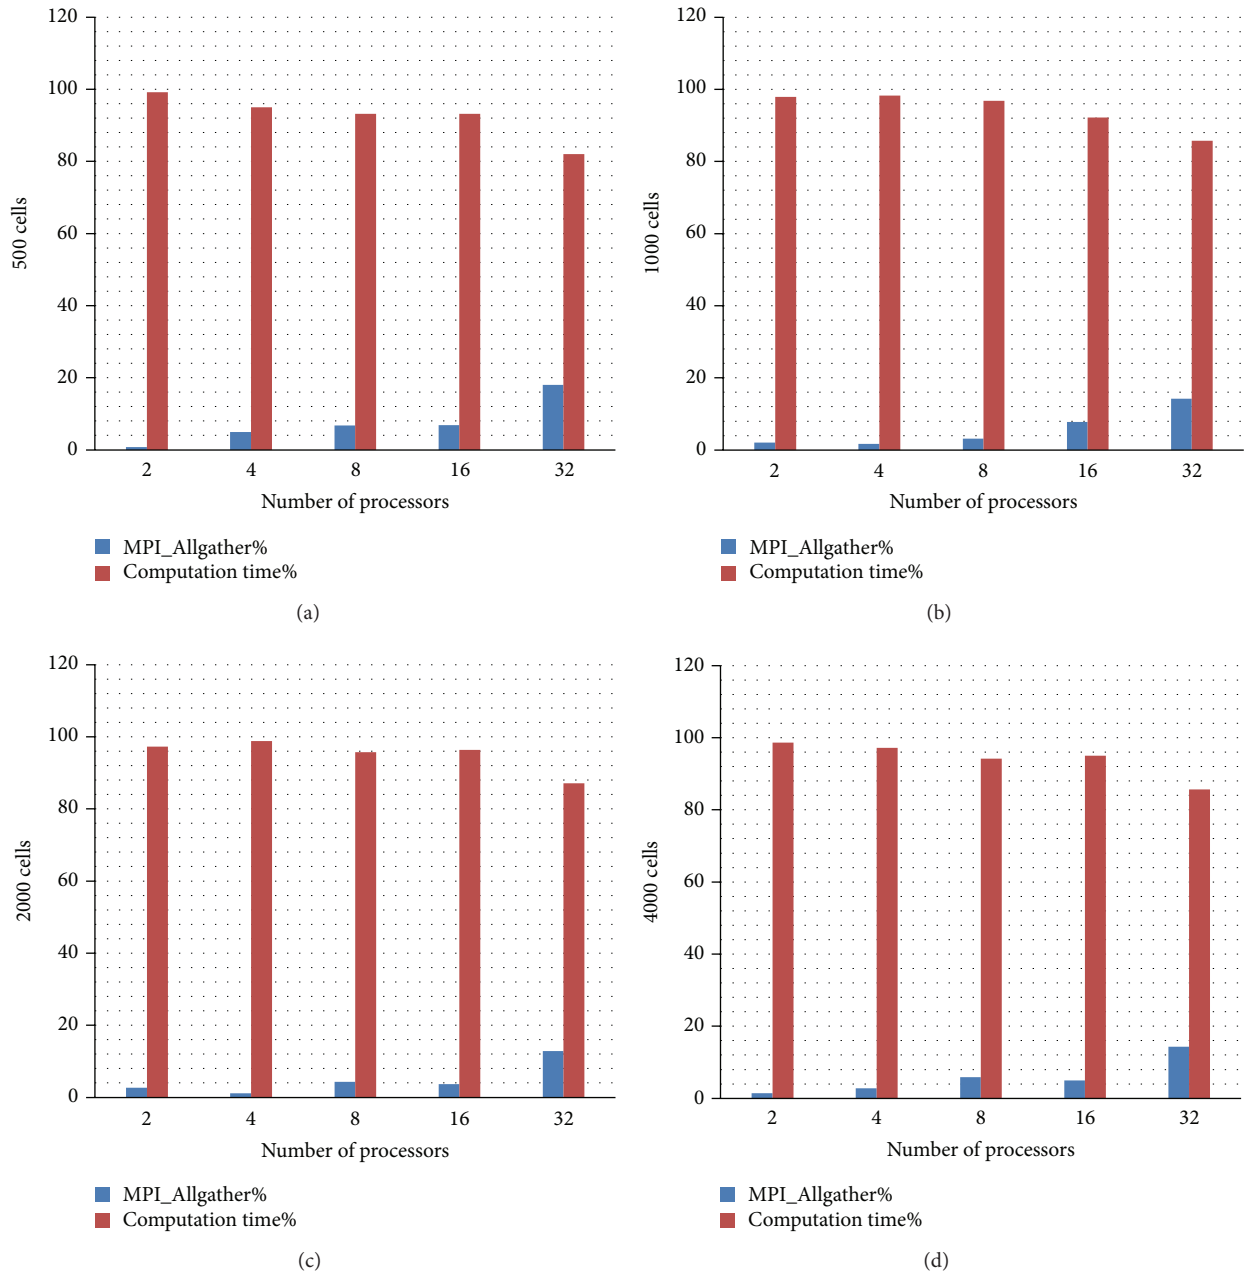 120
100
80
60
40
20
0
500 cells
2 4 8 16 32
Number of processors
MPI_Allgather%
Computation time%
(a)
120
100
80
60
40
20
0
1000 cells
2 4 8 16 32
Number of processors
MPI_Allgather%
Computation time%
(b)
120
100
80
60
40
20
0
2000 cells
2 4 8 16 32
Number of processors
MPI_Allgather%
Computation time%
(c)
120
100
80
60
40
20
0
4000 cells
2 4 8 16 32
Number of processors
MPI_Allgather%
Computation time%
(d)